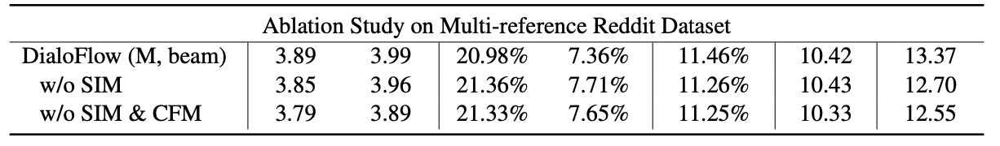 Ablation Study on Multi-reference Reddit Dataset
DialoFlow (M, beam) 3.89 3.99 20.98% 7.36% 11.46% 10.42 13.37
w/o SIM 3.85 3.96 21.36% 7.71% 11.26% 10.43 12.70
w/o SIM & CFM 3.79 3.89 21.33% 7.65% 11.25% 10.33 12.55